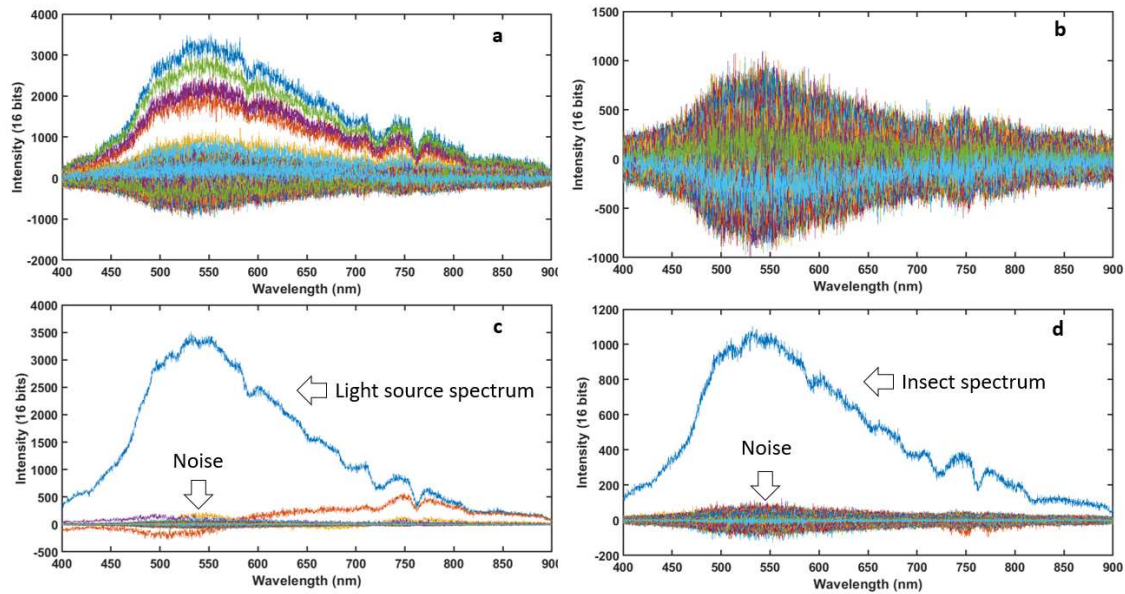 a
Intensity (16 bits)
4000
3000
2000
1000
0
-1000
-2000
400 450 500 550 600 650 700 750 800 850 900
Wavelength (nm)
b
Intensity (16 bits)
1500
1000
500
0
-500
-1000
400 450 500 550 600 650 700 750 800 850 900
Wavelength (nm)
c
Intensity (16 bits)
4000
3500
3000
2500
2000
1500
1000
500
0
-500
Light source spectrum
Noise
400 450 500 550 600 650 700 750 800 850 900
Wavelength (nm)
d
Intensity (16 bits)
1200
1000
800
600
400
200
0
-200
Insect spectrum
Noise
400 450 500 550 600 650 700 750 800 850 900
Wavelength (nm)